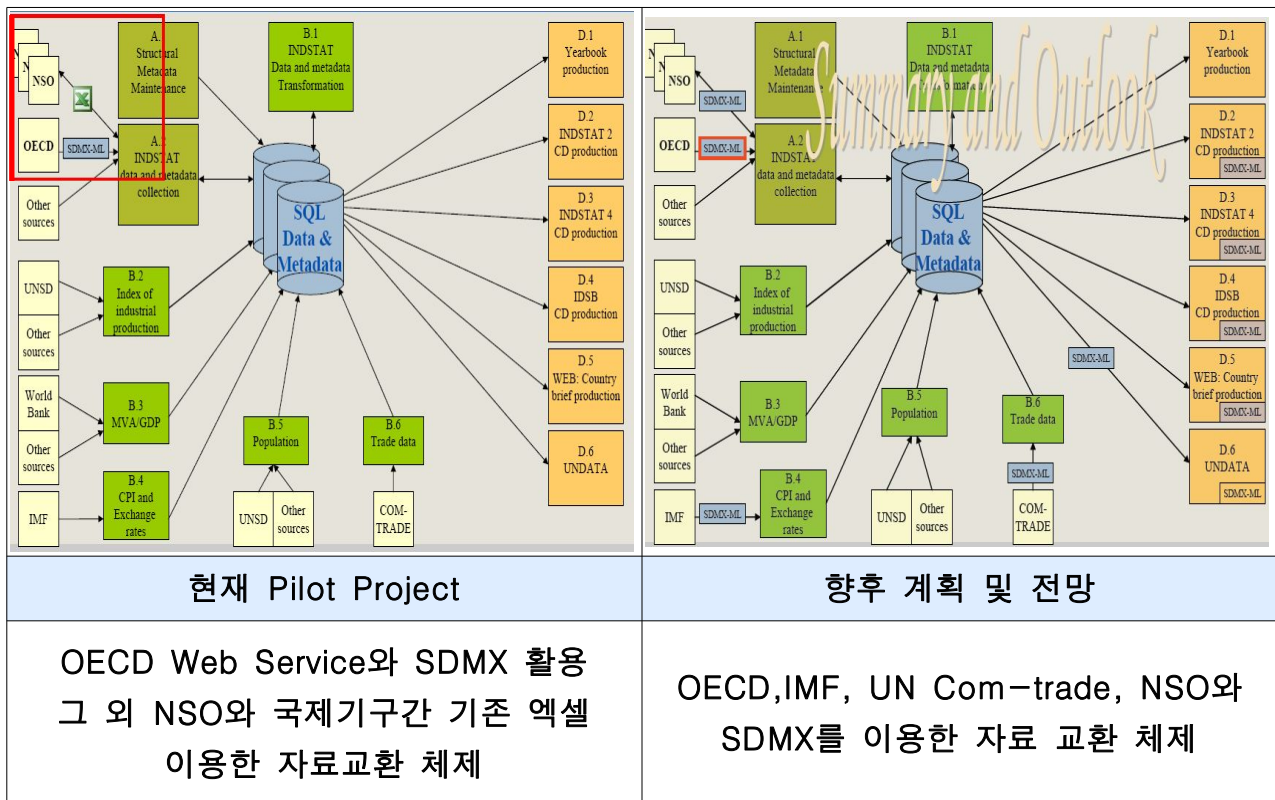 N
N
NSO
OECD
SDMX-ML
Other
sources
A.
Structural
Metadata
Maintenance
A.2
INDSTAT
data and metadata
collection
B.1
INDSTAT
Data and metadata
Transformation
SQL
Data &
Metadata
UNSD
Other
sources
B.2
Index of
industrial
production
World
Bank
Other
sources
B.3
MVA/GDP
IMF
B.4
CPI and
Exchange
rates
B.5
Population
UNSD
Other
sources
B.6
Trade data
COM-
TRADE
D.1
Yearbook
production
D.2
INDSTAT 2
CD production
D.3
INDSTAT 4
CD production
D.4
IDSB
CD production
D.5
WEB: Country
brief production
D.6
UNDATA
Summary and Outlook
N
N
NSO
SDMX-ML
OECD
SDMX-ML
Other
sources
A.1
Structural
Metadata
Maintenance
A.2
INDSTAT
data and metadata
collection
B.1
INDSTAT
Data and metadata
SQL
Data &
Metadata
UNSD
Other
sources
B.2
Index of
industrial
production
World
Bank
Other
sources
B.3
MVA/GDP
IMF
SDMX-ML
B.4
CPI and
Exchange
rates
B.5
Population
UNSD
Other
sources
B.6
Trade data
SDMX-ML
COM-
TRADE
SDMX-ML
D.1
Yearbook
production
D.2
INDSTAT 2
CD production
SDMX-ML
D.3
INDSTAT 4
CD production
SDMX-ML
D.4
IDSB
CD production
SDMX-ML
D.5
WEB: Country
brief production
SDMX-ML
D.6
UNDATA
SDMX-ML
현재 Pilot Project
향후 계획 및 전망
OECD Web Service와 SDMX 활용
그 외 NSO와 국제기구간 기존 엑셀
이용한 자료교환 체제
OECD,IMF, UN Com-trade, NSO와
SDMX를 이용한 자료 교환 체제